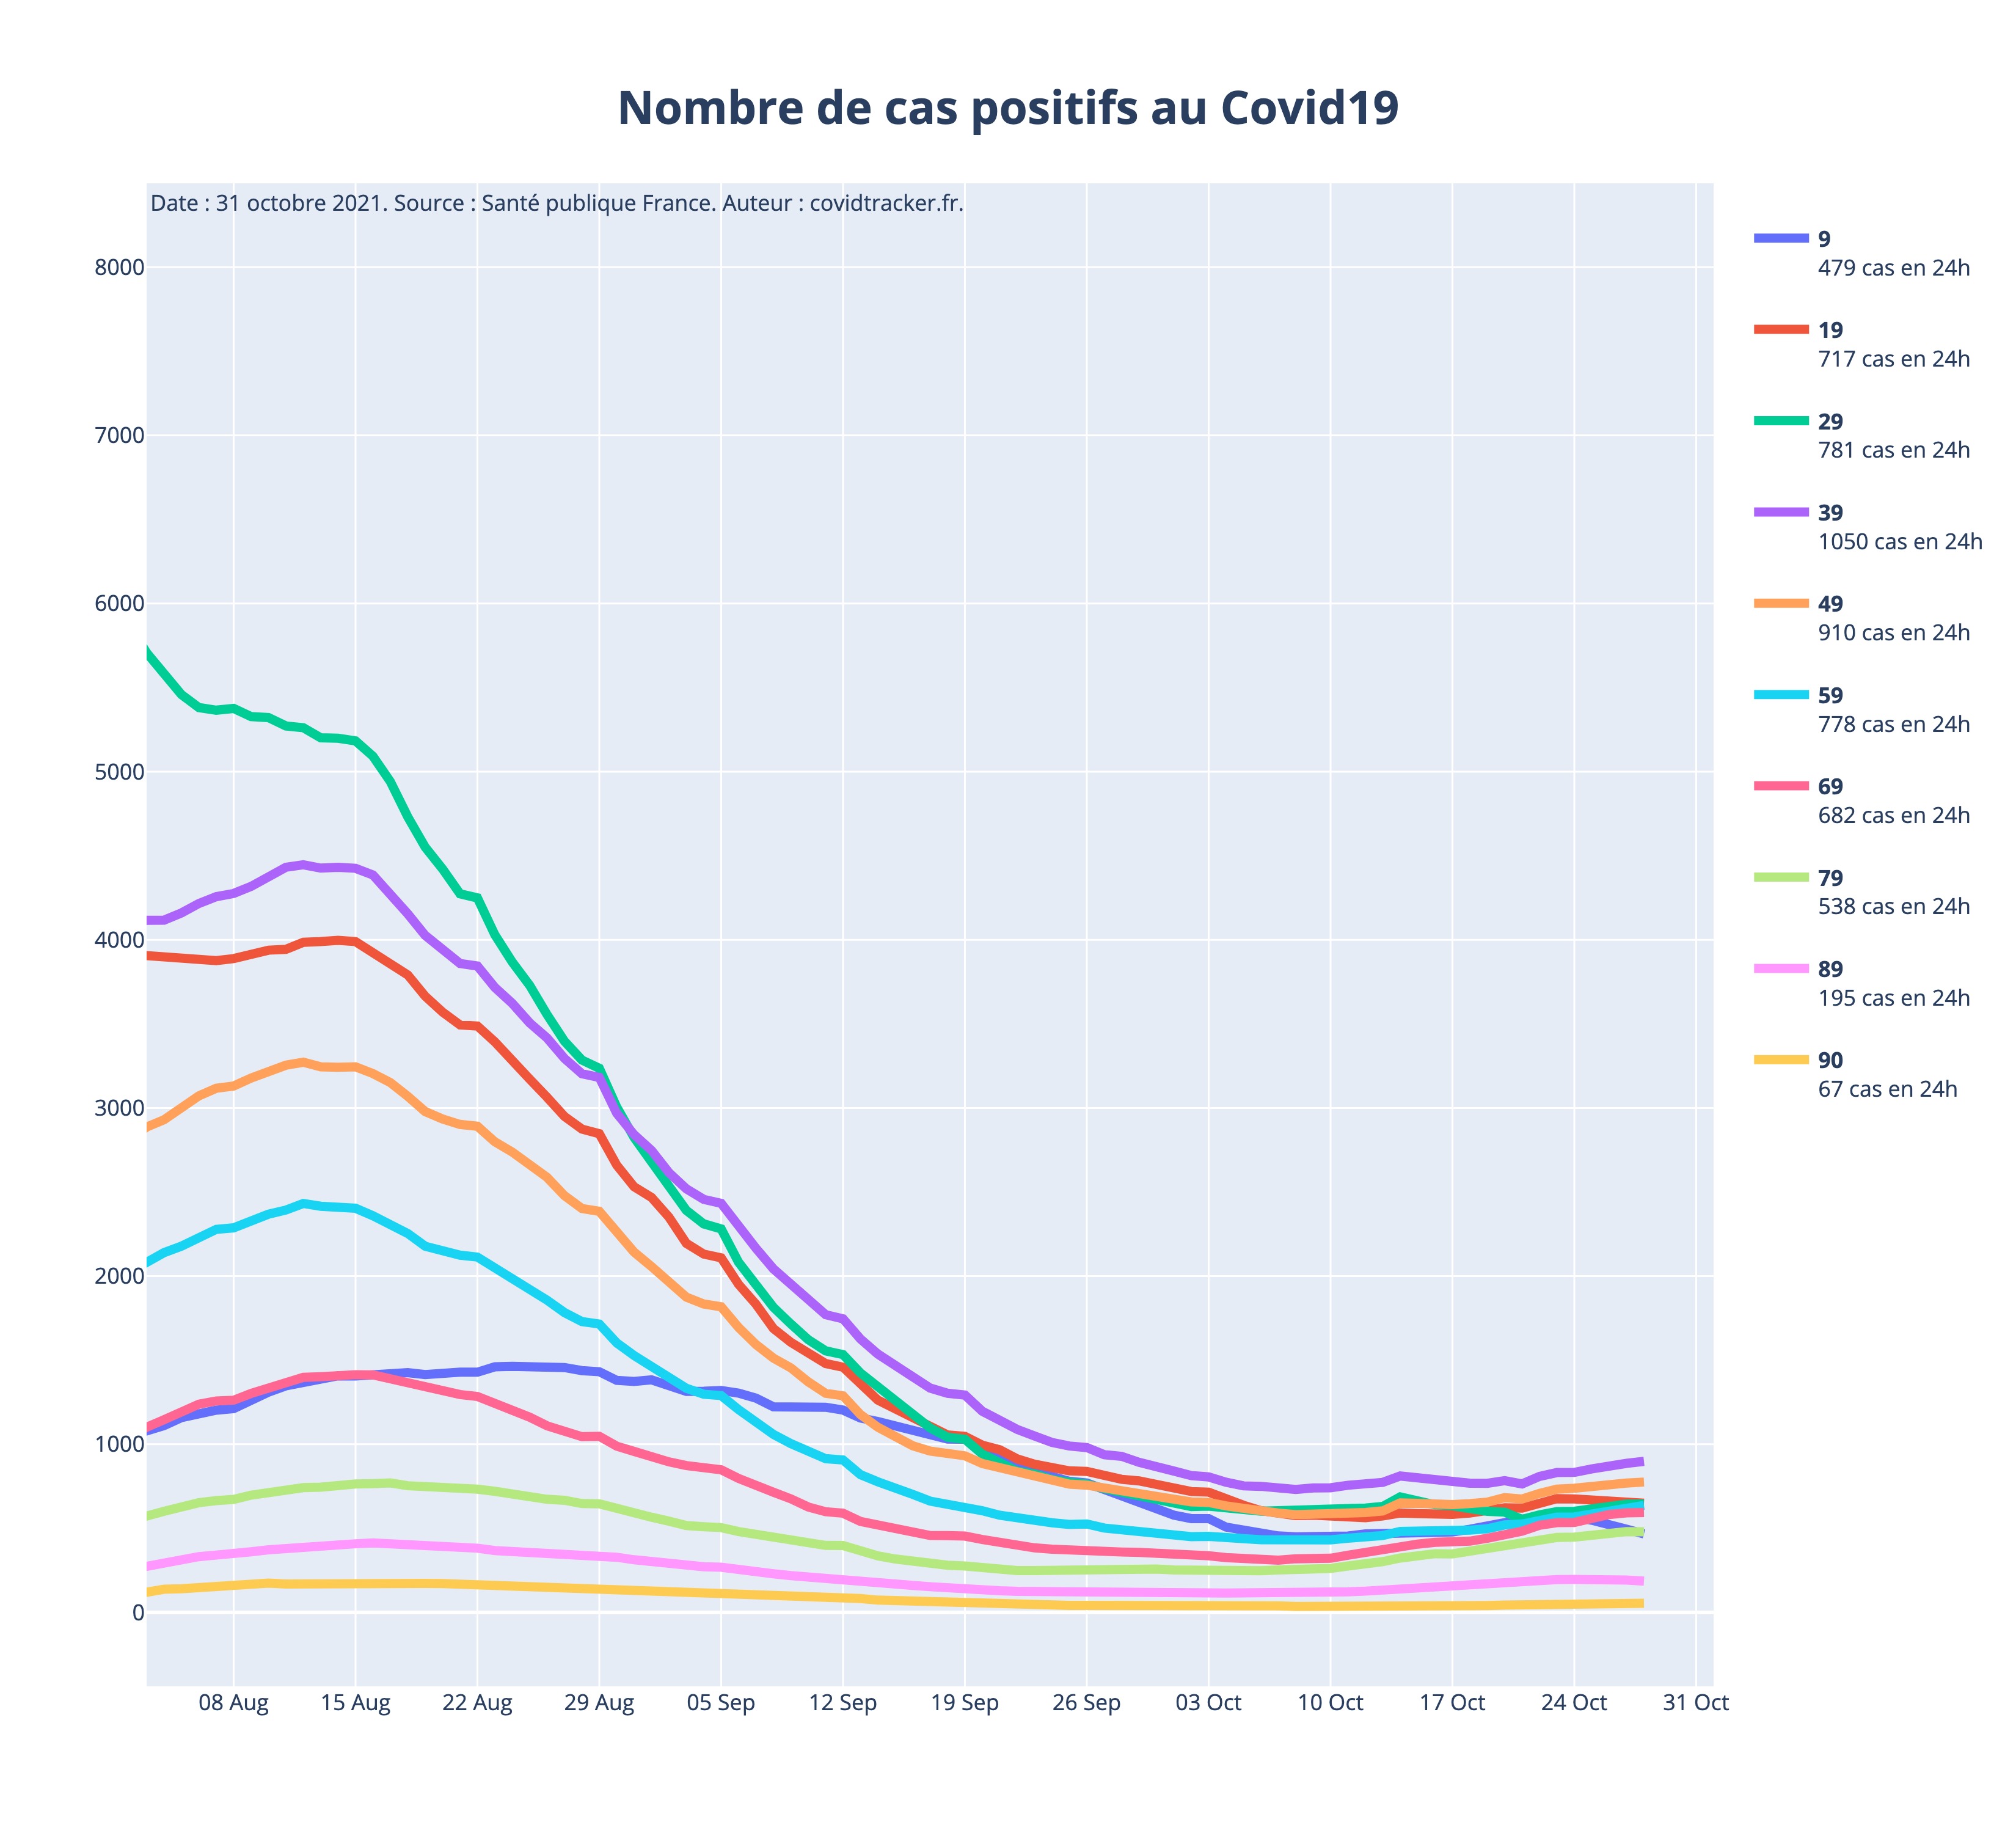 Nombre de cas positifs au Covid19
Date : 31 octobre 2021. Source : Santé publique France. Auteur : covidtracker.fr.
8000
7000
6000
5000
4000
3000
2000
1000
0
08 Aug
15 Aug
22 Aug
29 Aug
05 Sep
12 Sep
19 Sep
26 Sep
03 Oct
10 Oct
17 Oct
24 Oct
31 Oct
9
479 cas en 24h
19
717 cas en 24h
29
781 cas en 24h
39
1050 cas en 24h
49
910 cas en 24h
59
778 cas en 24h
69
682 cas en 24h
79
538 cas en 24h
89
195 cas en 24h
90
67 cas en 24h